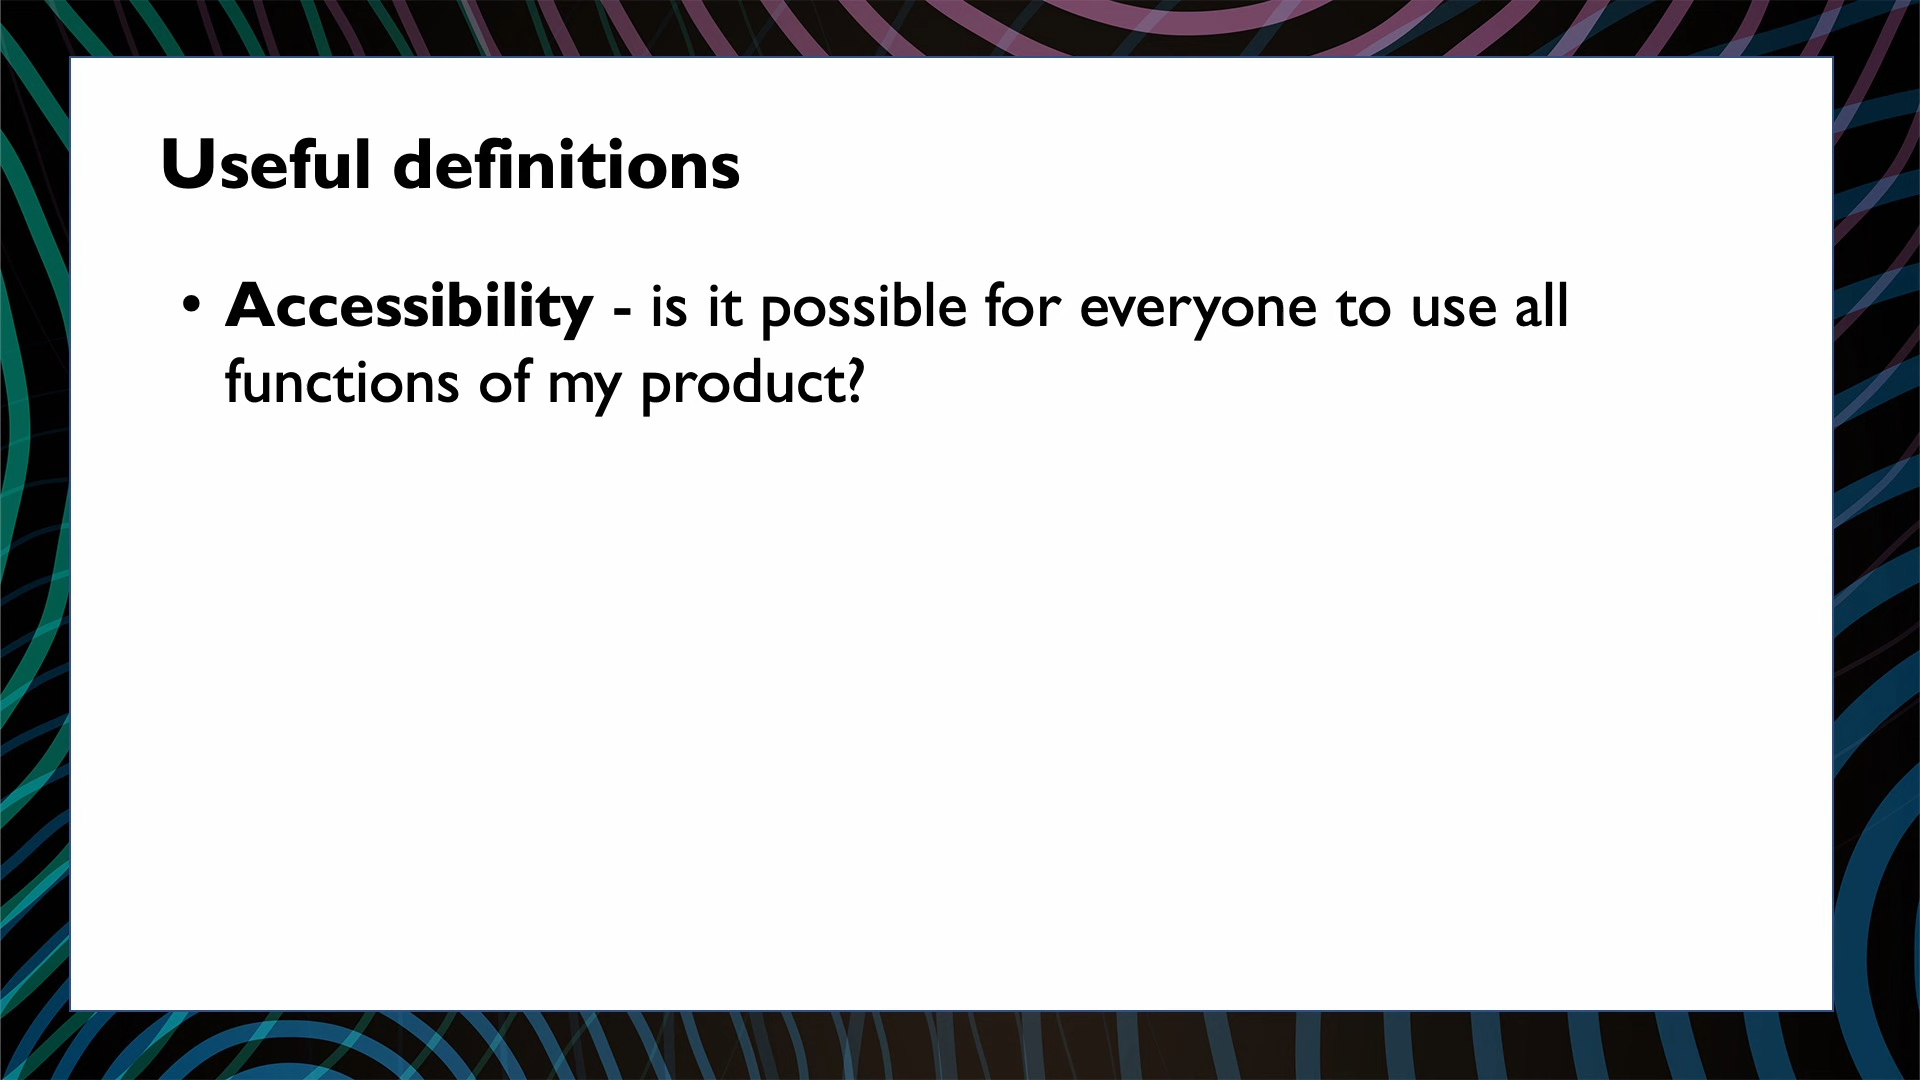 Useful definitions
• Accessibility - is it possible for everyone to use all
functions of my product?